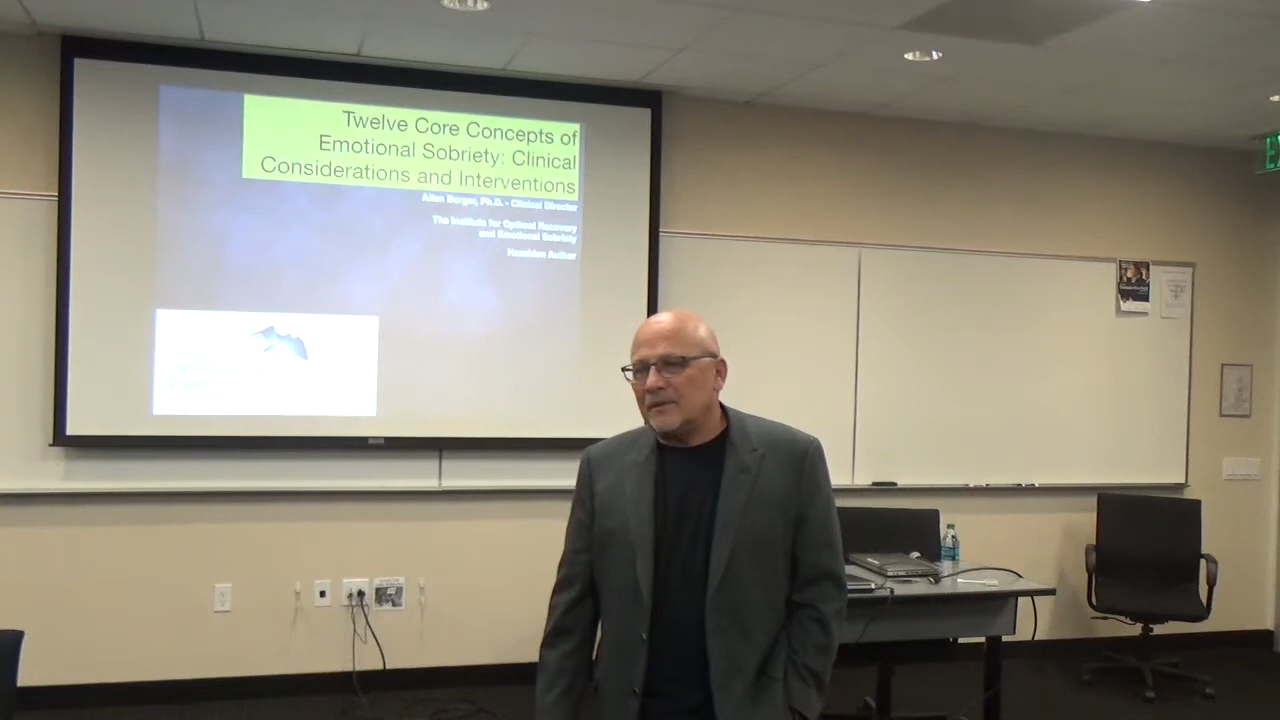 Twelve Core Concepts of
Emotional Sobriety: Clinical
Considerations and Interventions
Allen Berger, Ph.D. - Clinical Director
The Institute for Optimal Recovery
and Emotional Sobriety
Hazelden Author
EX